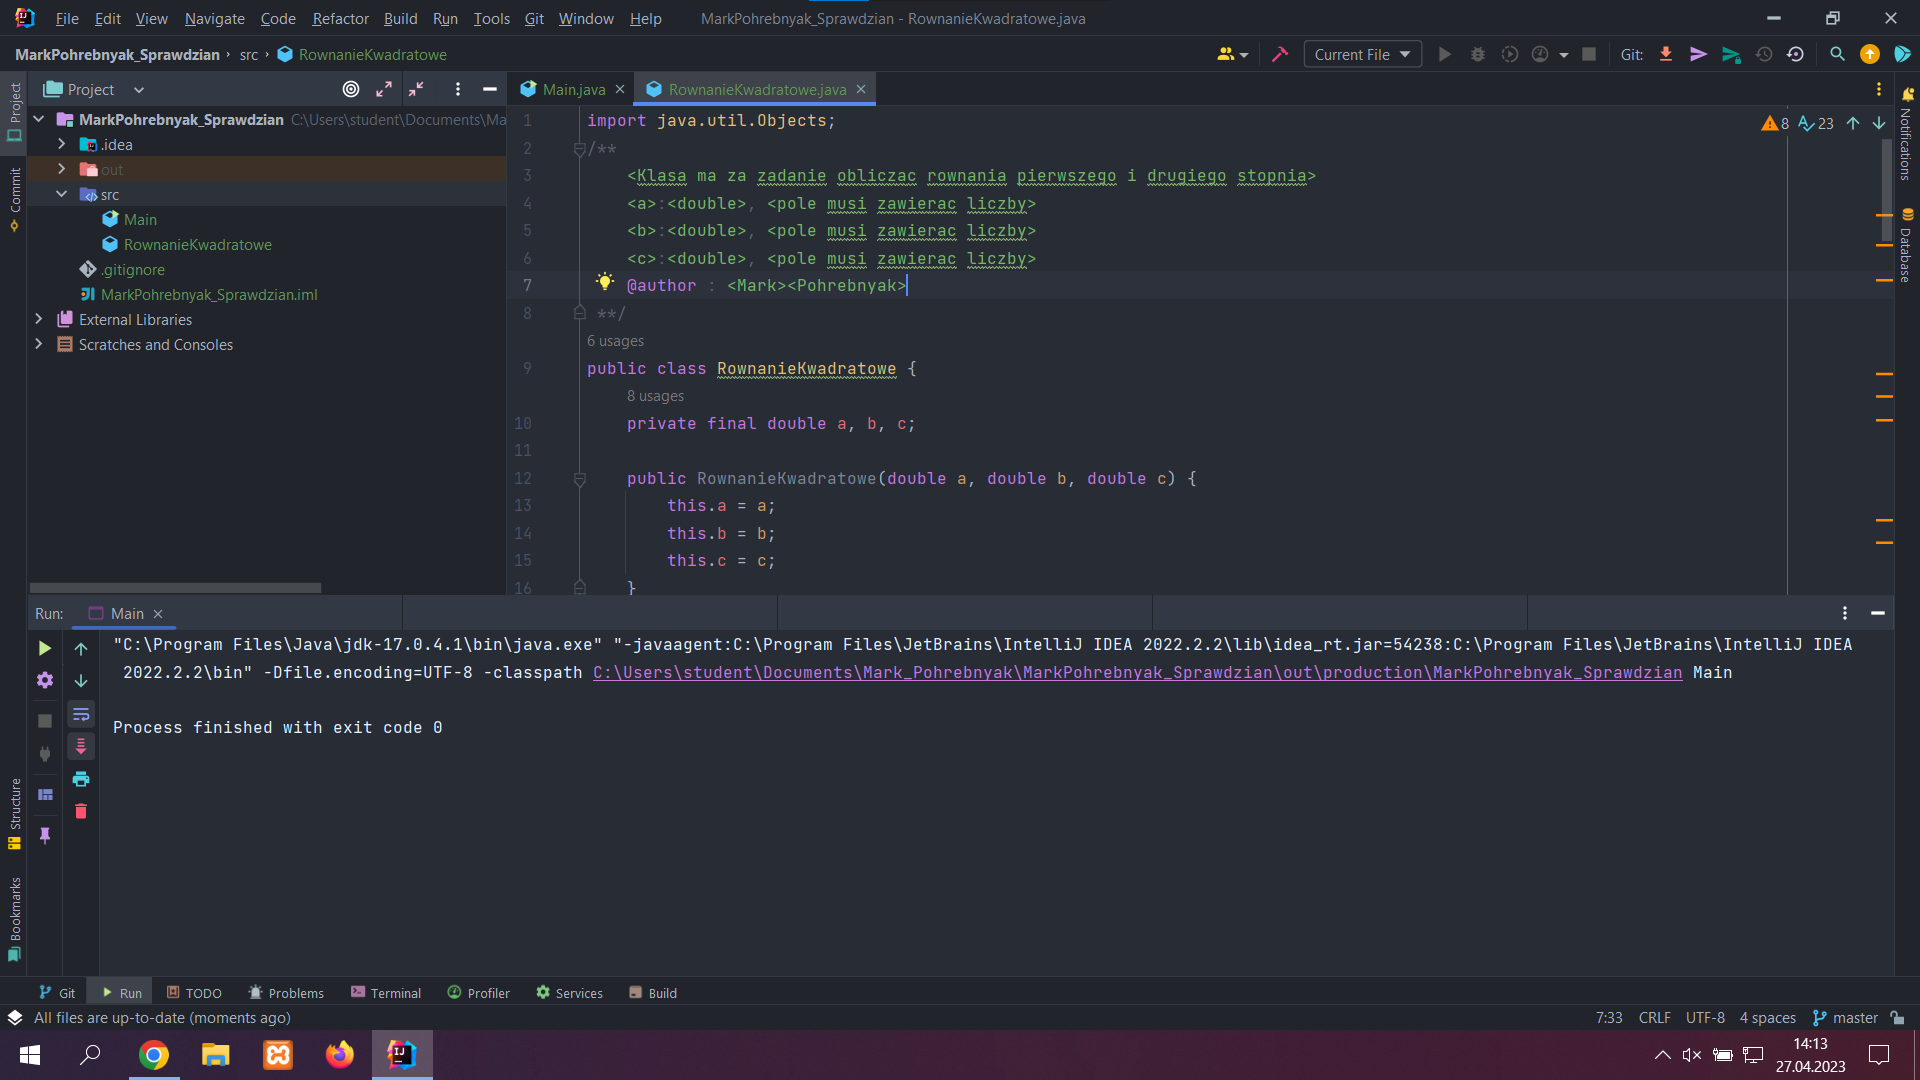 File Edit View Navigate Code Refactor Build Run Tools Git Window Help MarkPohrebnyak_Sprawdzian - RownanieKwadratowe.java
MarkPohrebnyak_Sprawdzian › src › RownanieKwadratowe Current File Git:
Project
Main.java
RownanieKwadratowe.java
MarkPohrebnyak_Sprawdzian C:\Users\student\Documents\Ma
.idea
out
src
Main
RownanieKwadratowe
.gitignore
MarkPohrebnyak_Sprawdzian.iml
External Libraries
Scratches and Consoles
8 23
1 import java.util.Objects;
2 /**
3 <Klasa ma za zadanie obliczac rownania pierwszego i drugiego stopnia>
4 <a>:<double>, <pole musi zawierac liczby>
5 <b>:<double>, <pole musi zawierac liczby>
6 <c>:<double>, <pole musi zawierac liczby>
7 @author : <Mark><Pohrebnyak>
8 **/
6 usages
9 public class RownanieKwadratowe {
8 usages
10 private final double a, b, c;
11
12 public RownanieKwadratowe(double a, double b, double c) {
13 this.a = a;
14 this.b = b;
15 this.c = c;
16 }
Project
Commit
Structure
Bookmarks
Notifications
Database
Run: Main
"C:\Program Files\Java\jdk-17.0.4.1\bin\java.exe" "-javaagent:C:\Program Files\JetBrains\IntelliJ IDEA 2022.2.2\lib\idea_rt.jar=54238:C:\Program Files\JetBrains\IntelliJ IDEA
2022.2.2\bin" -Dfile.encoding=UTF-8 -classpath C:\Users\student\Documents\Mark_Pohrebnyak\MarkPohrebnyak_Sprawdzian\out\production\MarkPohrebnyak_Sprawdzian Main
Process finished with exit code 0
Git Run TODO Problems Terminal Profiler Services Build
All files are up-to-date (moments ago) 7:33 CRLF UTF-8 4 spaces master
14:13
27.04.2023